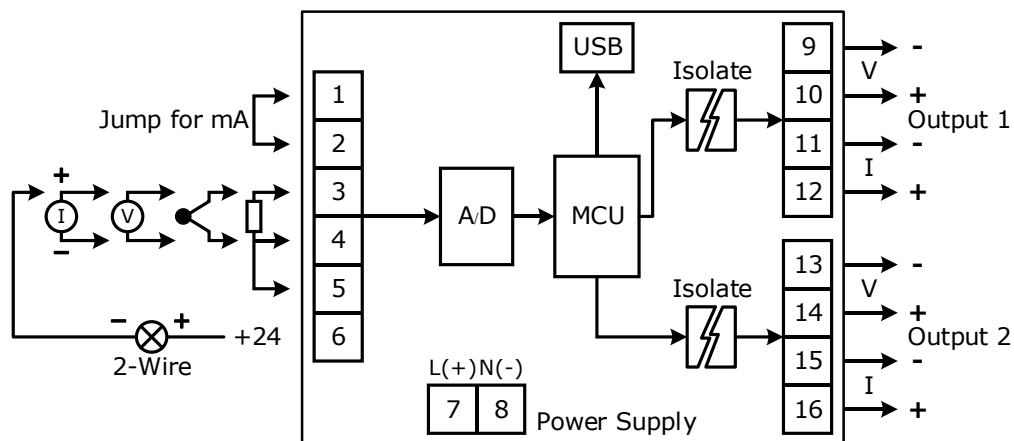 USB
Isolate
Jump for mA
1
2
3
4
5
6
+
I
−
V
A/D
MCU
9
10
11
12
-
V
+
Output 1
-
I
+
Isolate
13
14
15
16
-
V
+
Output 2
-
I
+
−
+
+24
2-Wire
L(+) N(-)
7 8
Power Supply